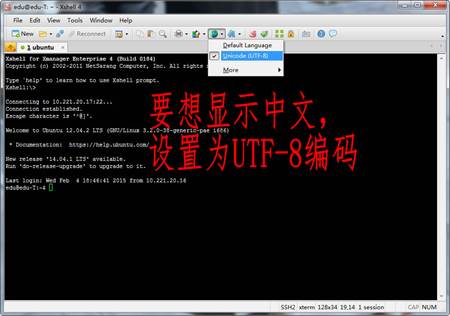 edu@edu-T: ~ - Xshell 4
File Edit View Tools Window Help
New Reconnect
Default Language
Unicode (UTF-8)
More
1 ubuntu
Xshell for Xmanager Enterprise 4 (Build 0184)
Copyright (c) 2002-2011 NetSarang Computer, Inc. All rights
Type `help' to learn how to use Xshell prompt.
Xshell:\>
Connecting to 10.221.20.17:22...
Connection established.
Escape character is '^@]'.
Welcome to Ubuntu 12.04.2 LTS (GNU/Linux 3.2.0-38-generic-pae i686)
* Documentation: https://help.ubuntu.com/
New release '14.04.1 LTS' available.
Run 'do-release-upgrade' to upgrade to it.
Last login: Wed Feb 4 18:46:41 2015 from 10.221.20.16
edu@edu-T:~$
要想显示中文，
设置为UTF-8编码
SSH2 xterm 128x34 19,14 1 session CAP NUM